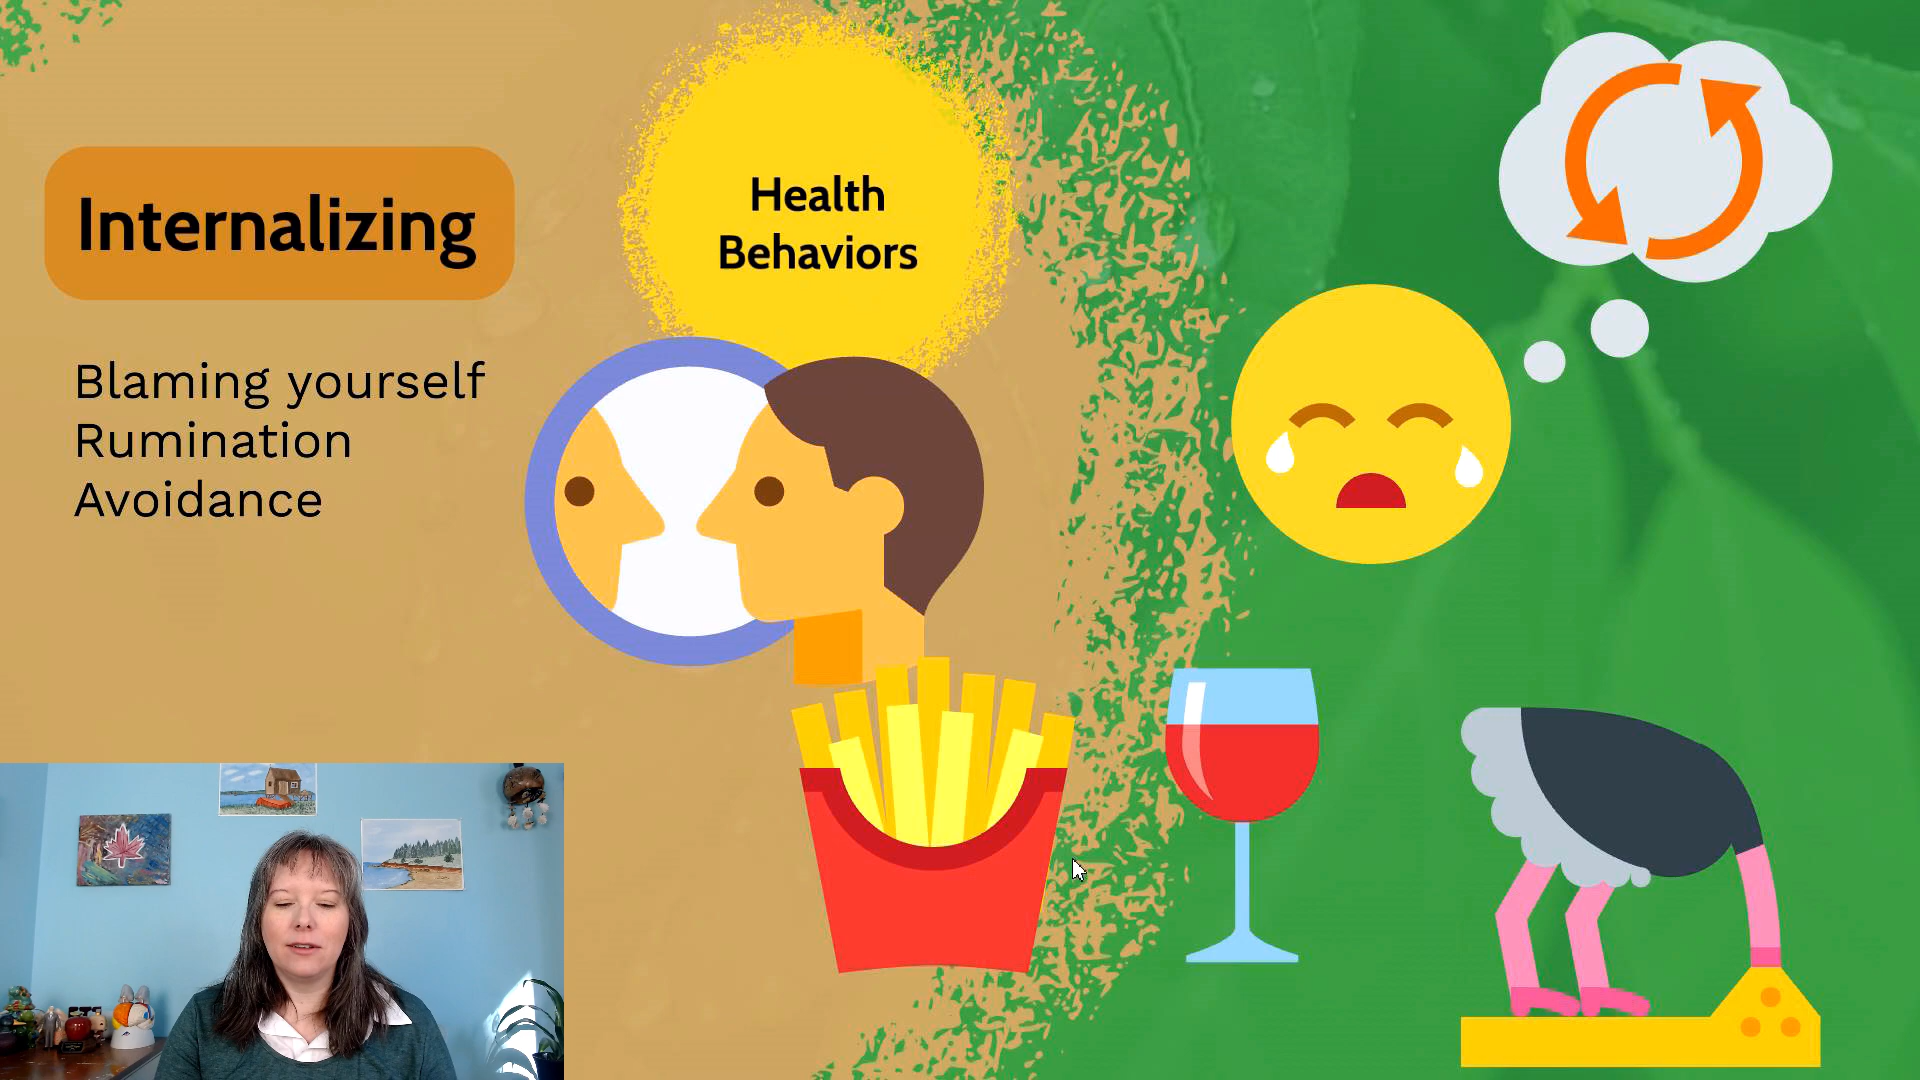 Internalizing
Blaming yourself
Rumination
Avoidance
Health
Behaviors